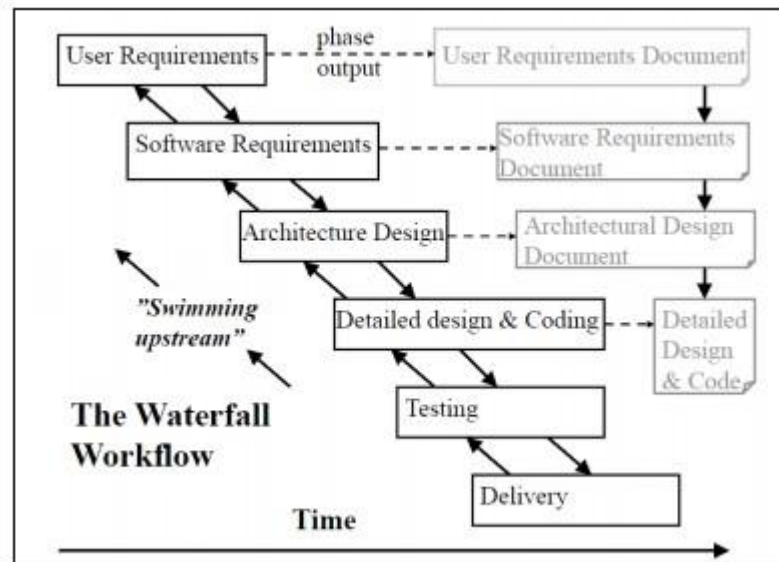 User Requirements
phase
output
User Requirements Document
Software Requirements
Software Requirements
Document
Architecture Design
Architectural Design
Document
"Swimming
upstream"
Detailed design & Coding
Detailed
Design
& Code
The Waterfall
Workflow
Testing
Delivery
Time